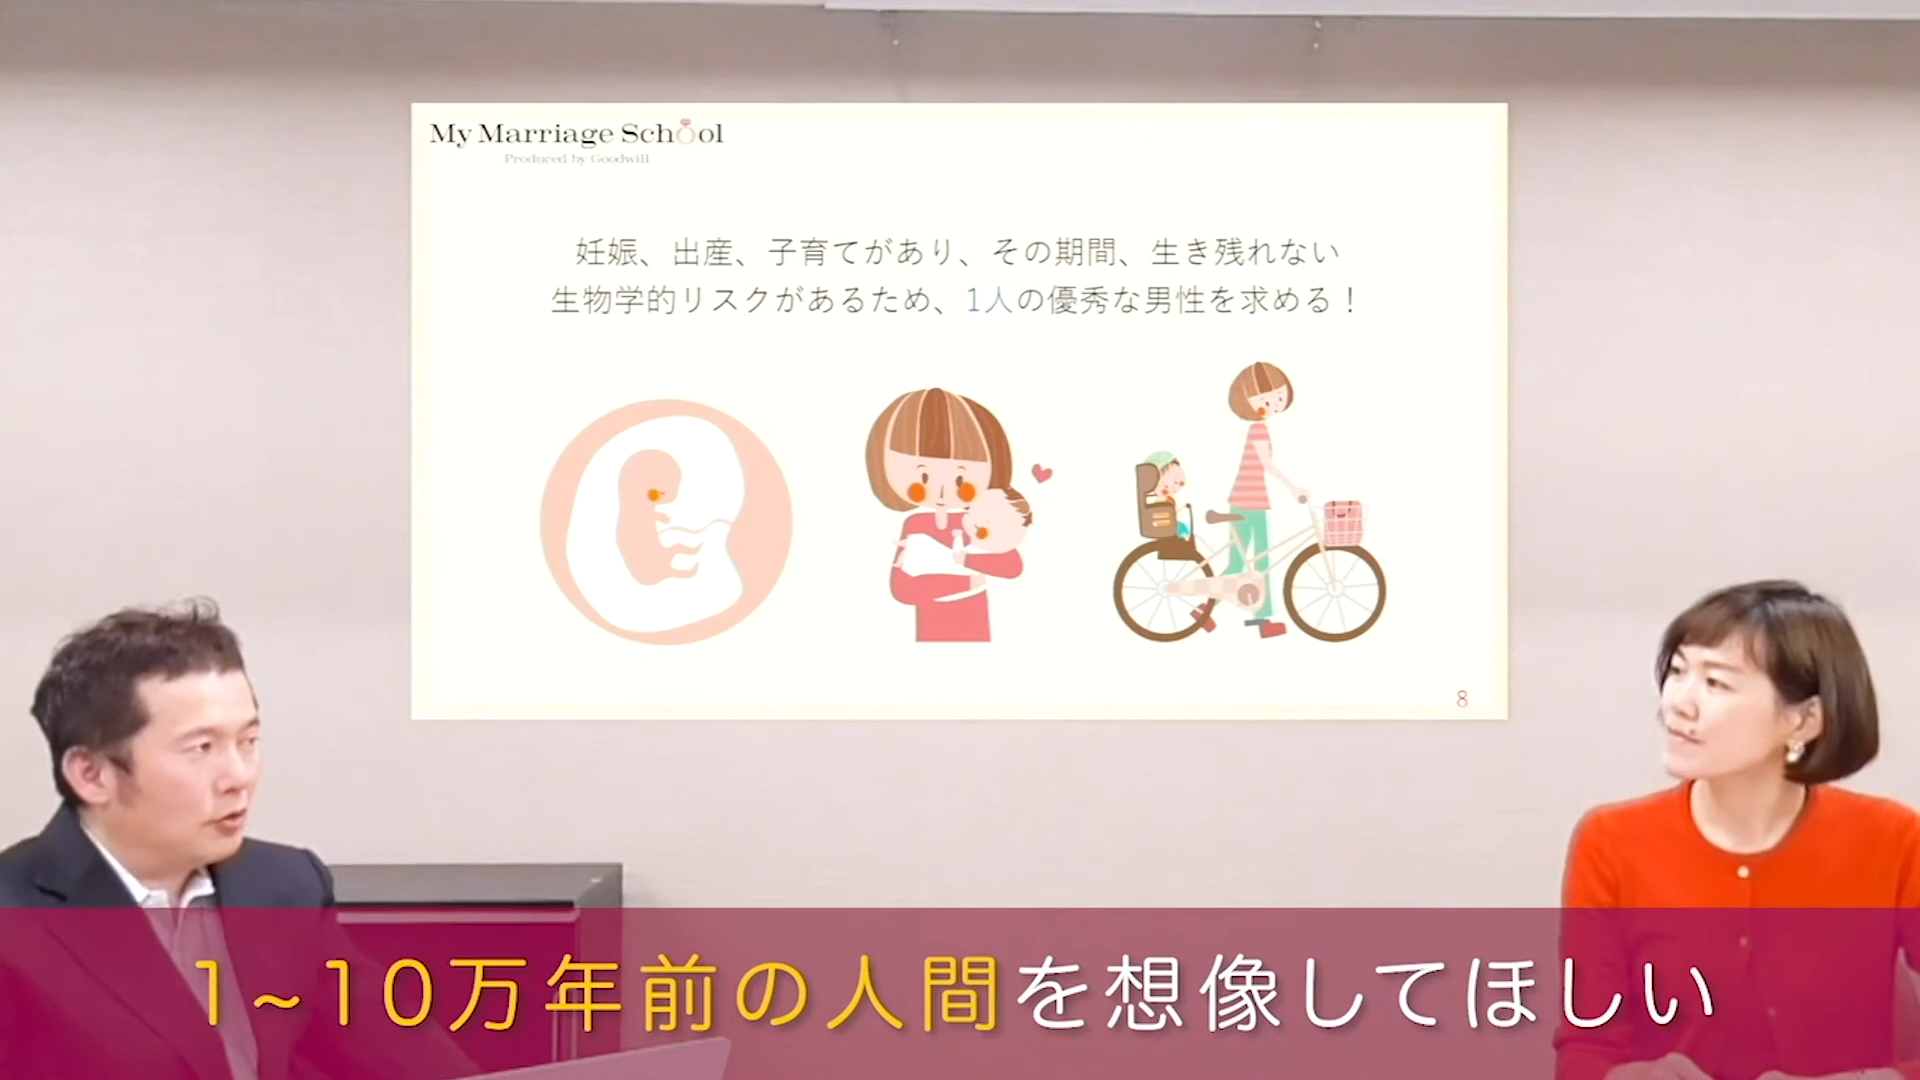 My Marriage School
Produced by Goodwill
妊娠、出産、子育てがあり、その期間、生き残れない
生物学的リスクがあるため、1人の優秀な男性を求める！
8
1~10万年前の人間を想像してほしい